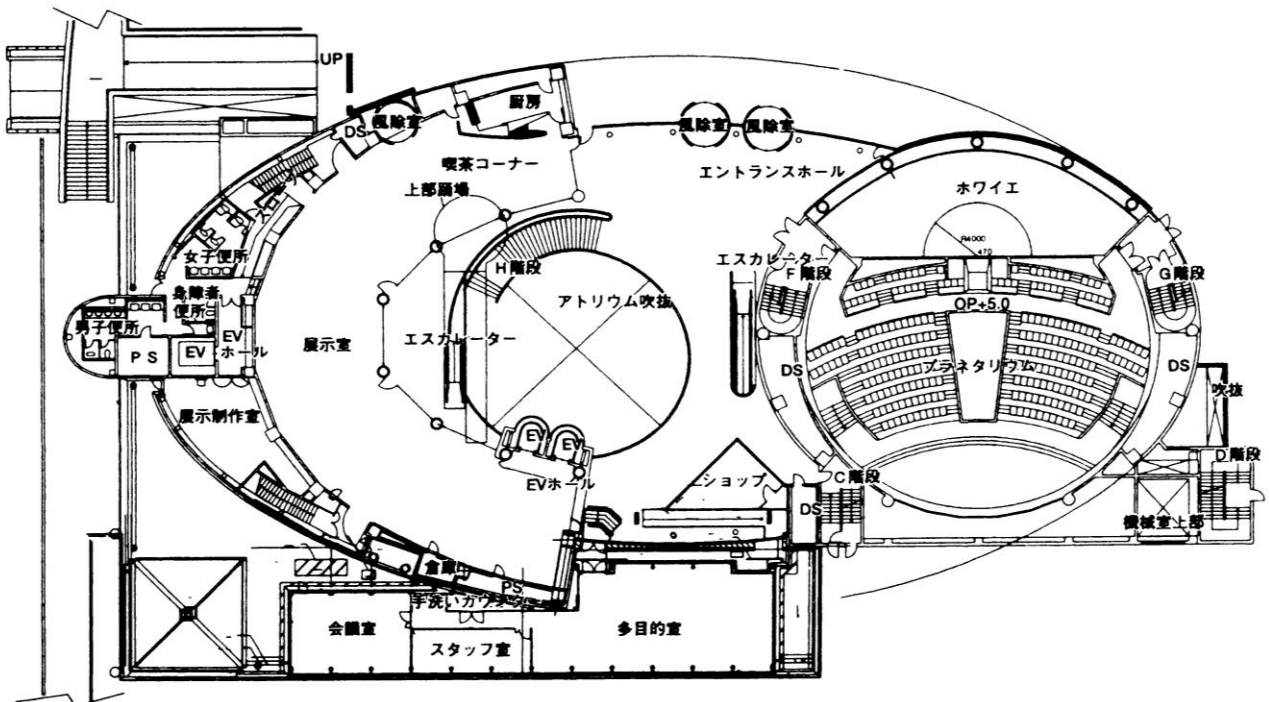 UP
厨房
DS
風除室
風除室
風除室
喫茶コーナー
エントランスホール
上部踊場
ホワイエ
R4000
470
女子便所
H階段
エスカレーター
F階段
G階段
身障者
便所
アトリウム吹抜
OP+5.0
男子便所
EV
ホール
展示室
エスカレーター
PS
EV
DS
プラネタリウム
DS
吹抜
展示制作室
EV
EV
EVホール
ショップ
C階段
D階段
DS
機械室上部
倉庫
PS
手洗いカウンター
会議室
スタッフ室
多目的室